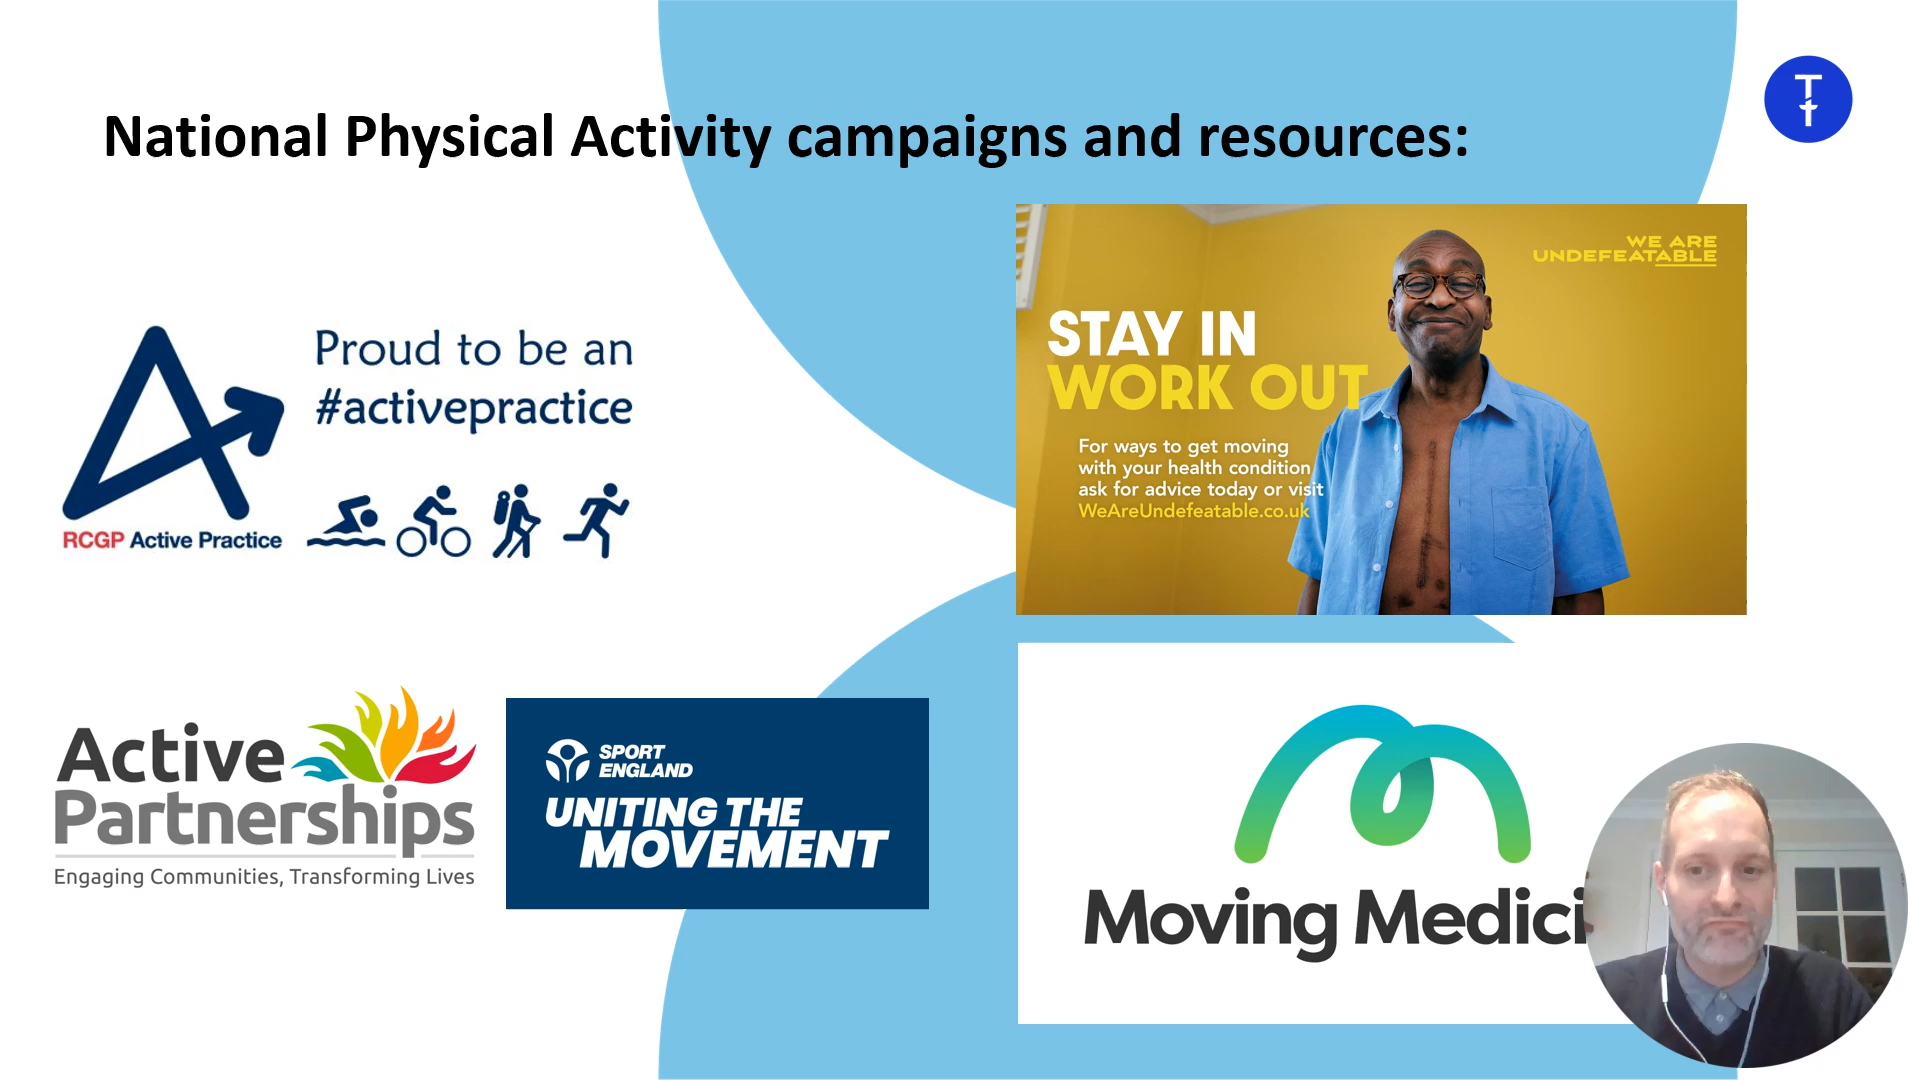 National Physical Activity campaigns and resources:
Proud to be an
#activepractice
RCGP Active Practice
WE ARE
UNDEFEATABLE
STAY IN
WORK OUT
For ways to get moving
with your health condition
ask for advice today or visit
WeAreUndefeatable.co.uk
Active
Partnerships
Engaging Communities, Transforming Lives
SPORT
ENGLAND
UNITING THE
MOVEMENT
Moving Medici